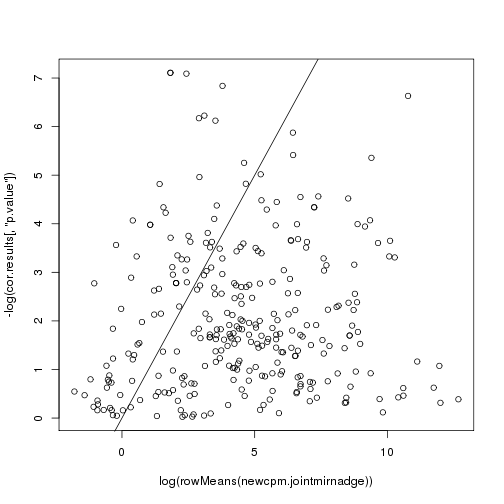 7
6
5
4
3
2
1
0
-log(cor.results[, "p.value"])
0 5 10
log(rowMeans(newcpm.jointmirnadge))